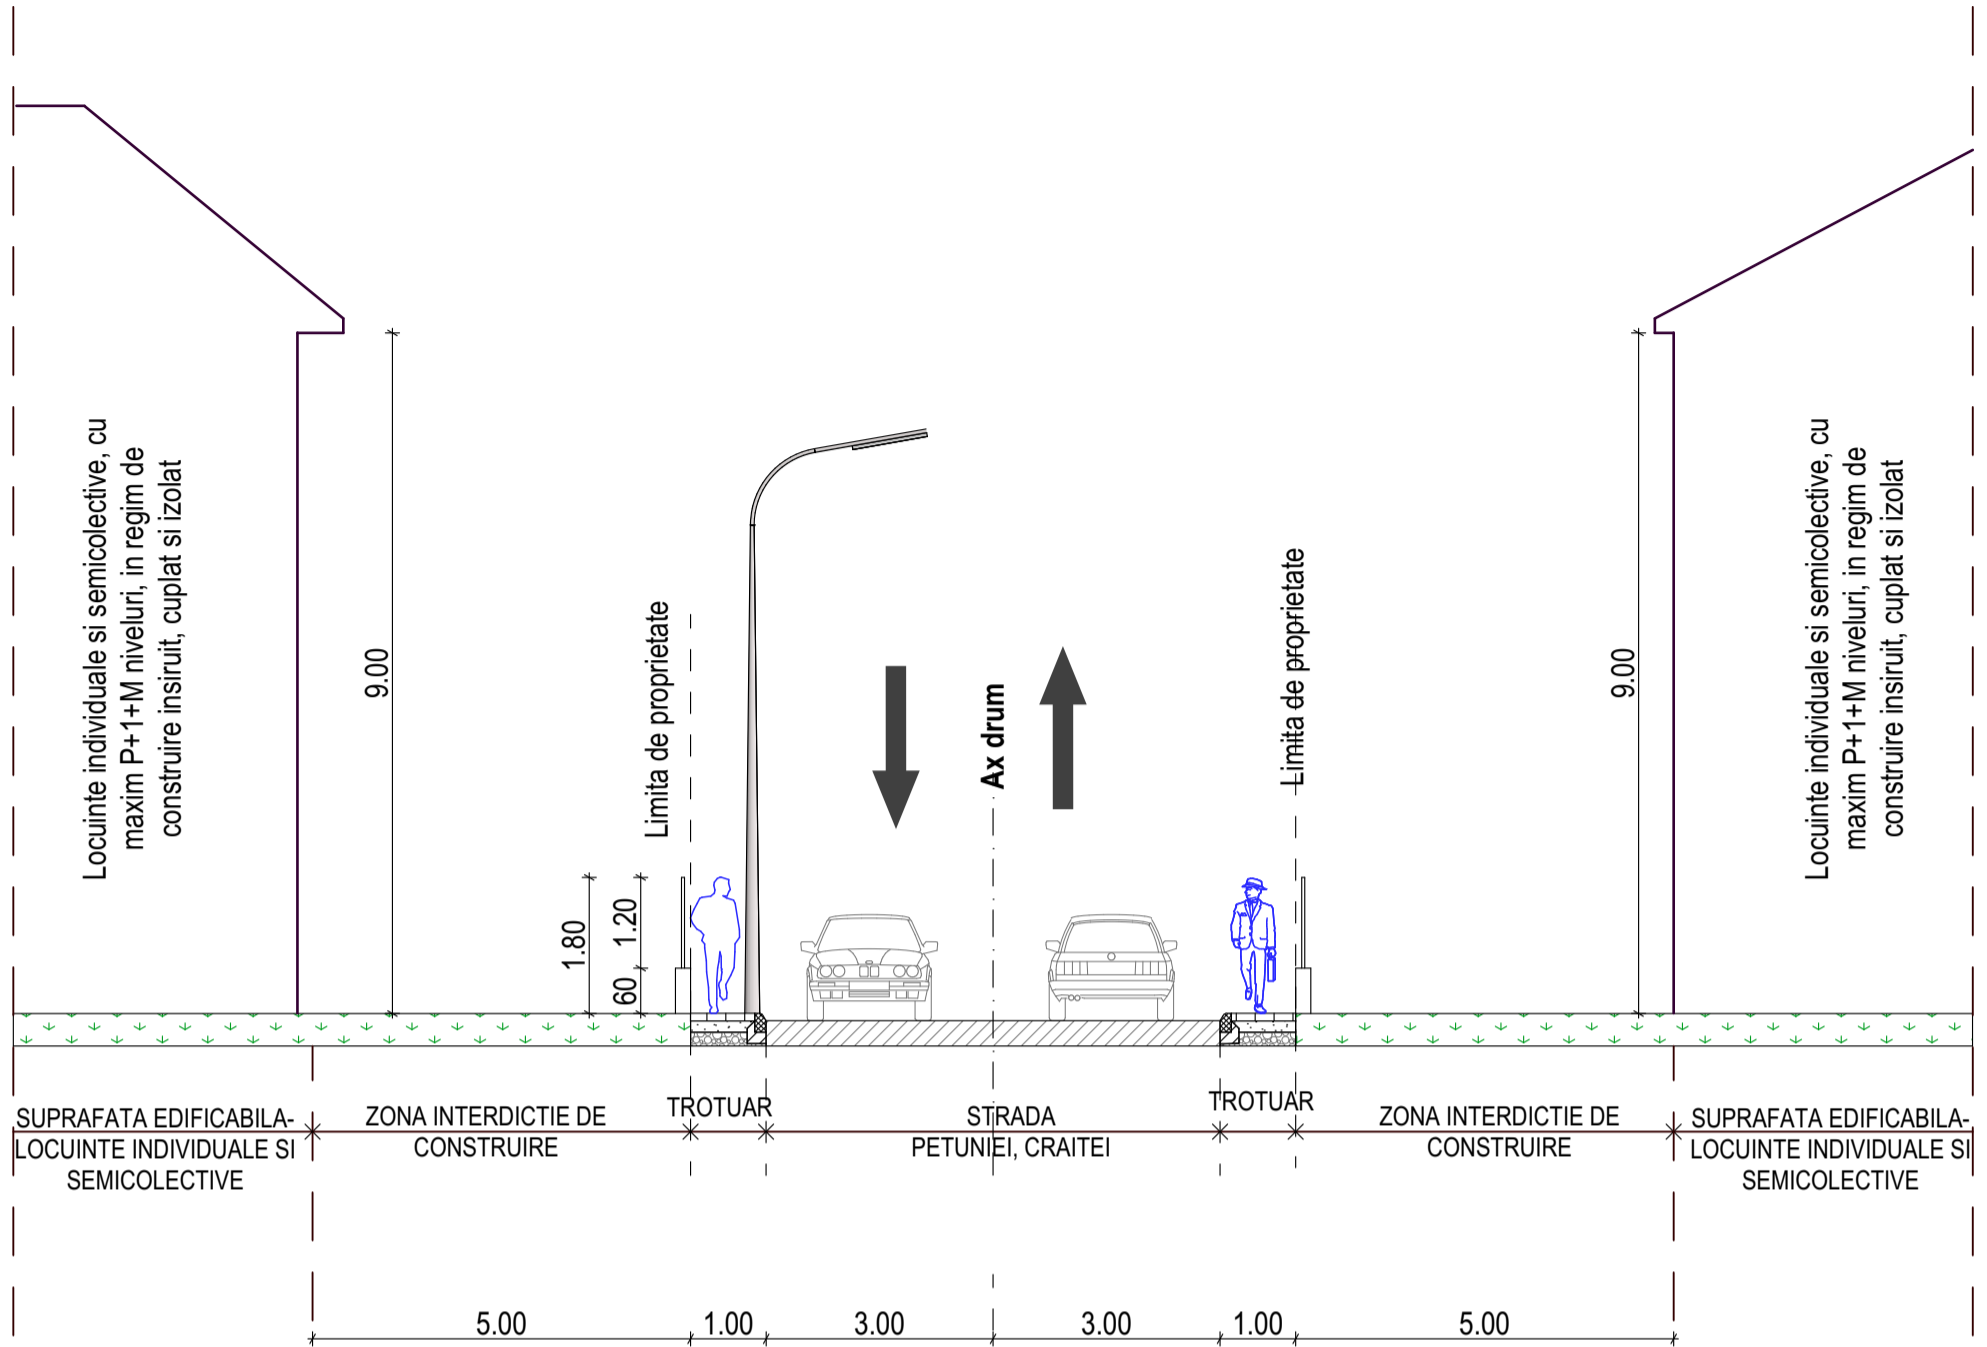 Locuinte individuale si semicolective, cu
maxim P+1+M niveluri, in regim de
construire insiruit, cuplat si izolat
9.00
Limita de proprietate
Ax drum
Limita de proprietate
9.00
Locuinte individuale si semicolective, cu
maxim P+1+M niveluri, in regim de
construire insiruit, cuplat si izolat
1.80
1.20
60
SUPRAFATA EDIFICABILA-
LOCUINTE INDIVIDUALE SI
SEMICOLECTIVE
ZONA INTERDICTIE DE
CONSTRUIRE
TROTUAR
STRADA
PETUNIEI, CRAITEI
TROTUAR
ZONA INTERDICTIE DE
CONSTRUIRE
SUPRAFATA EDIFICABILA-
LOCUINTE INDIVIDUALE SI
SEMICOLECTIVE
5.00
1.00
3.00
3.00
1.00
5.00